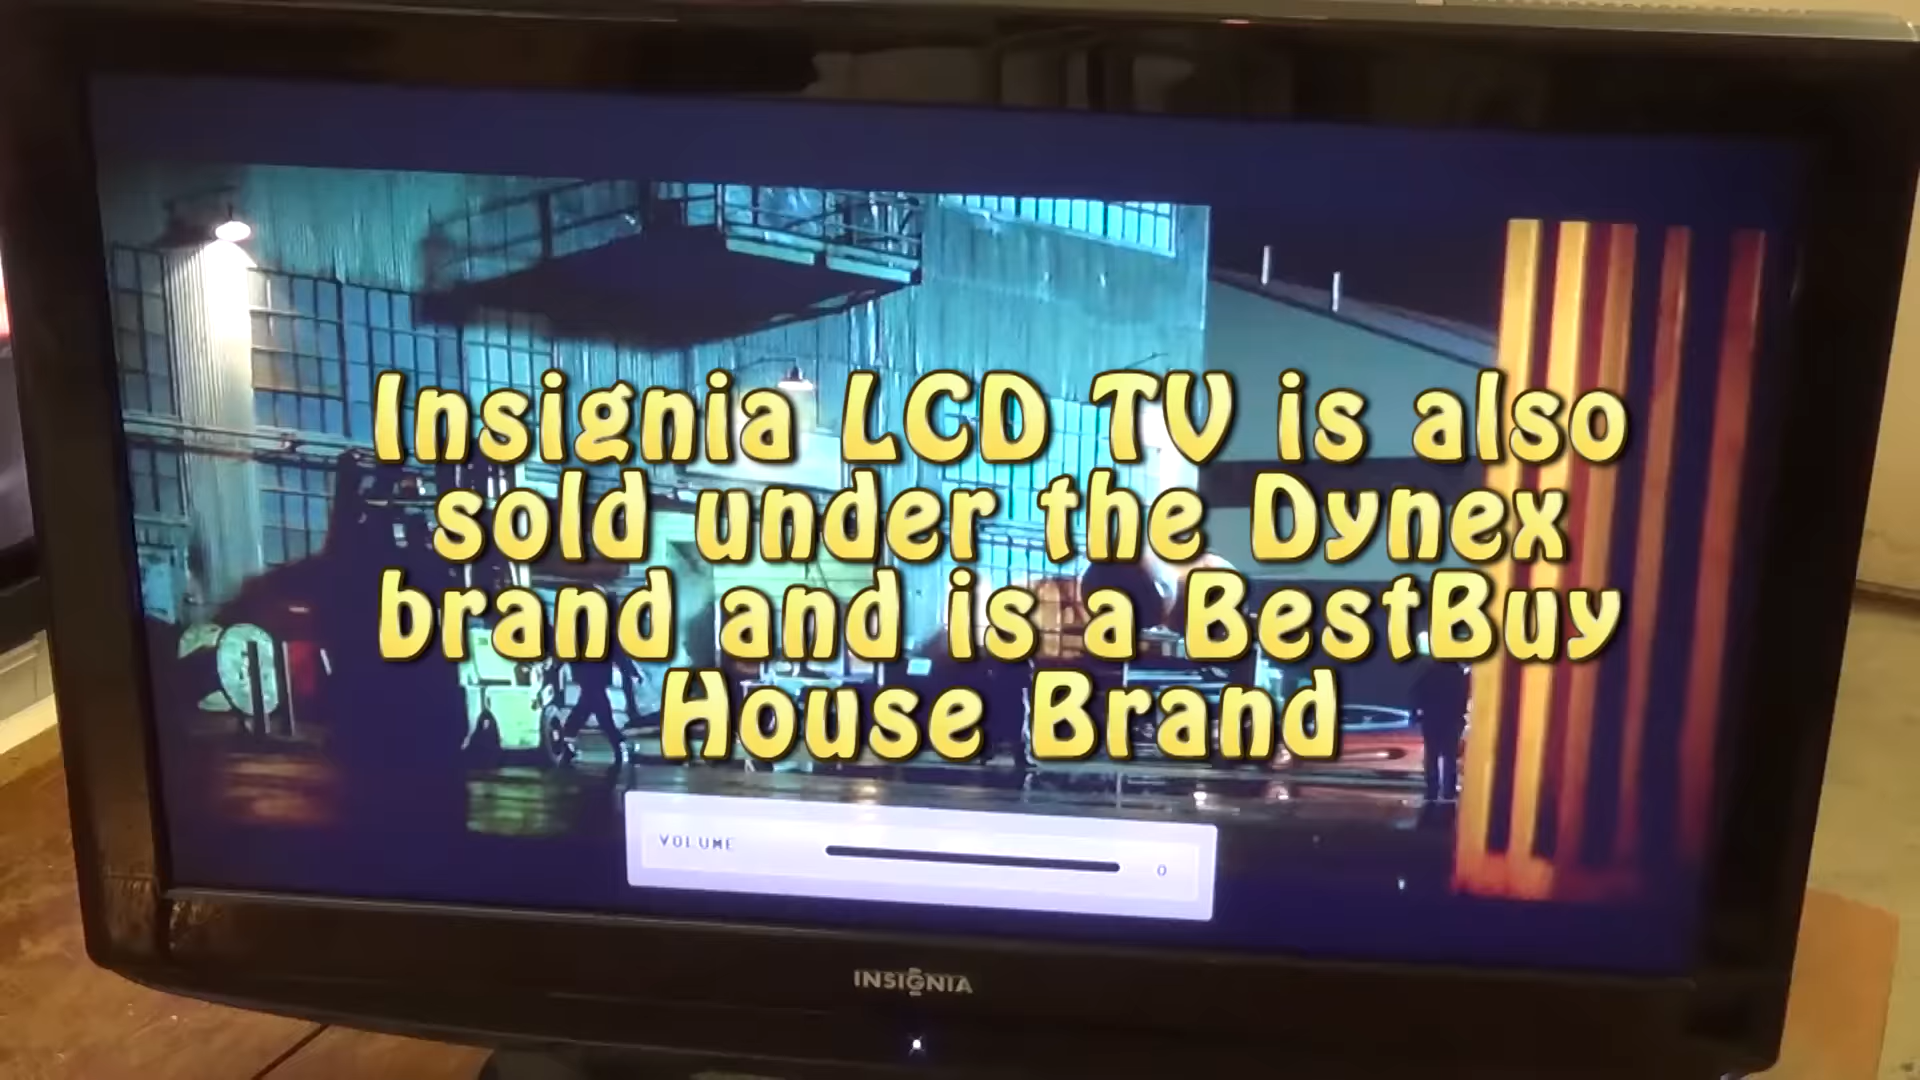 Insignia LCD TV is also
sold under the Dynex
brand and is a BestBuy
House Brand
VOLUME 0
INSIGNIA